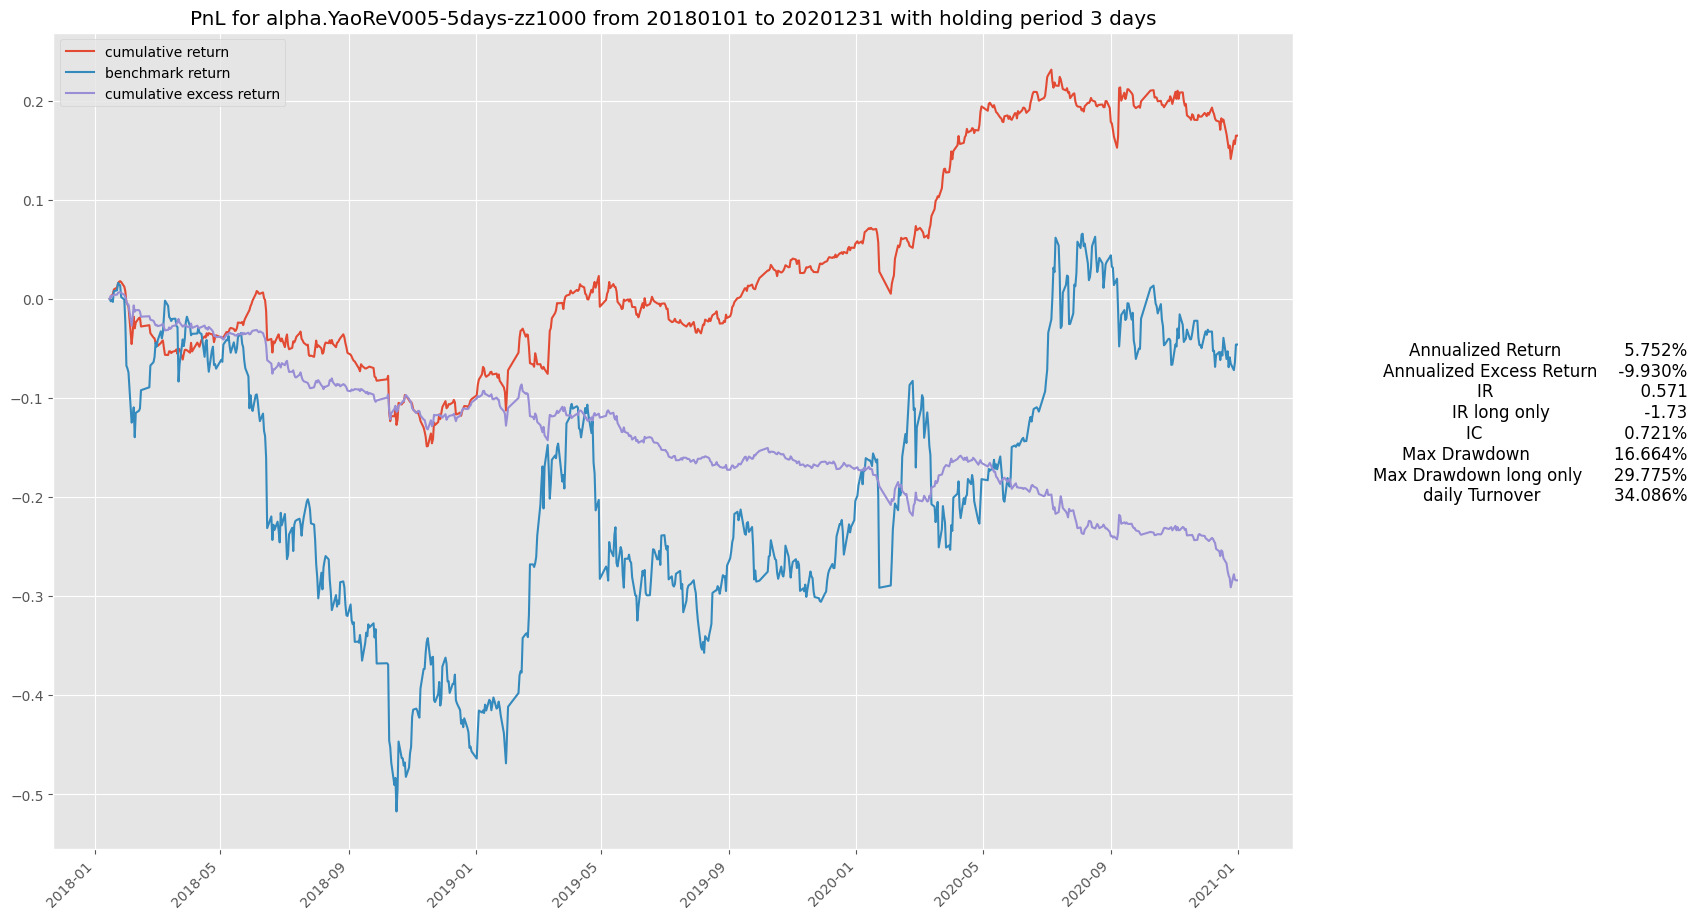 PnL for alpha.YaoReV005-5days-zz1000 from 20180101 to 20201231 with holding period 3 days
cumulative return
benchmark return
cumulative excess return
0.2
0.1
0.0
−0.1
−0.2
−0.3
−0.4
−0.5
2018-01
2018-05
2018-09
2019-01
2019-05
2019-09
2020-01
2020-05
2020-09
2021-01
Annualized Return 5.752%
Annualized Excess Return -9.930%
IR 0.571
IR long only -1.73
IC 0.721%
Max Drawdown 16.664%
Max Drawdown long only 29.775%
daily Turnover 34.086%